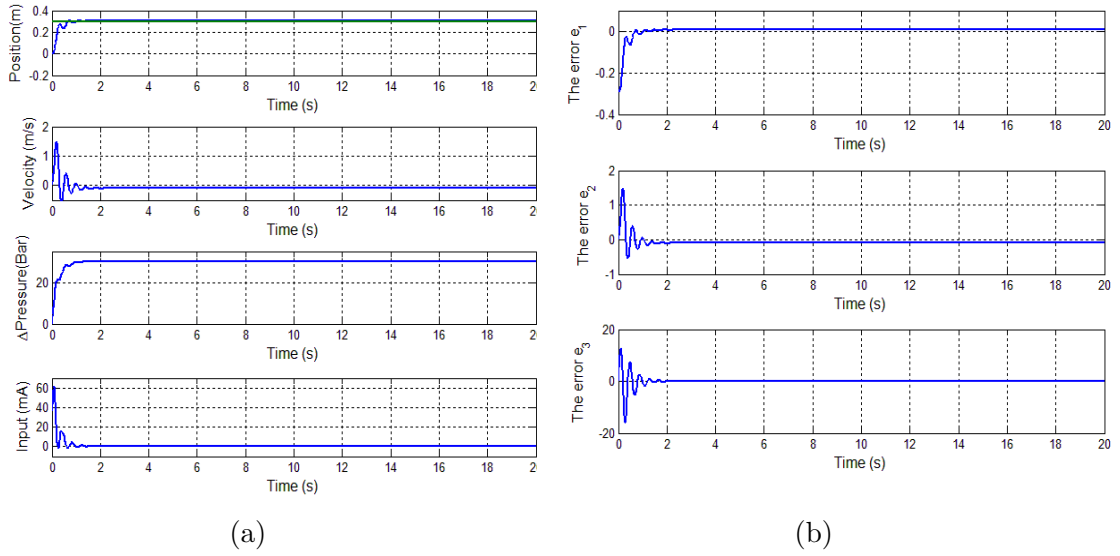 Position(m)
0.4
0.2
0
-0.2
0 2 4 6 8 10 12 14 16 18 20
Time (s)
Velocity (m/s)
2
1
0
0 2 4 6 8 10 12 14 16 18 20
Time (s)
ΔPressure(Bar)
20
0
0 2 4 6 8 10 12 14 16 18 20
Time (s)
Input (mA)
60
40
20
0
0 2 4 6 8 10 12 14 16 18 20
Time (s)
(a)
The error e1
0
-0.2
-0.4
0 2 4 6 8 10 12 14 16 18 20
Time (s)
The error e2
2
1
0
-1
0 2 4 6 8 10 12 14 16 18 20
Time (s)
The error e3
20
0
-20
0 2 4 6 8 10 12 14 16 18 20
Time (s)
(b)